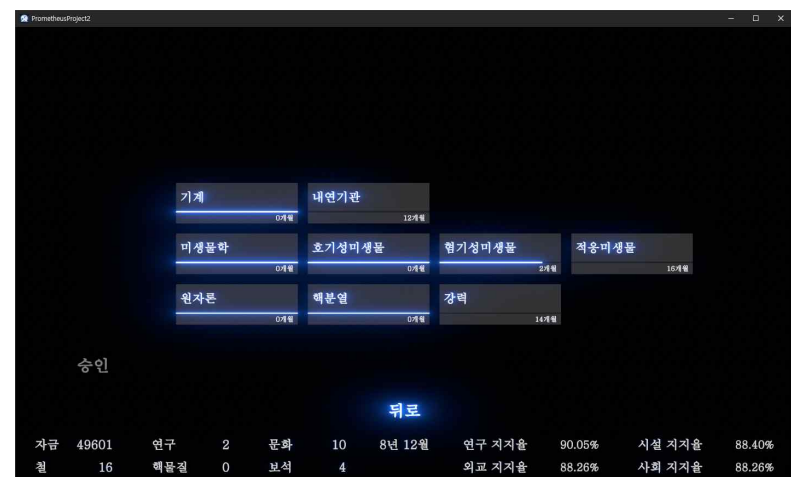 PrometheusProject2
기계 내연기관
0개월 12개월
미생물학 호기성미생물 혐기성미생물 적응미생물
0개월 0개월 2개월 16개월
원자론 핵분열 강력
0개월 0개월 14개월
승인
뒤로
자금 49601 연구 2 문화 10 8년 12월 연구 지지율 90.05% 시설 지지율 88.40%
철 16 핵물질 0 보석 4 외교 지지율 88.26% 사회 지지율 88.26%